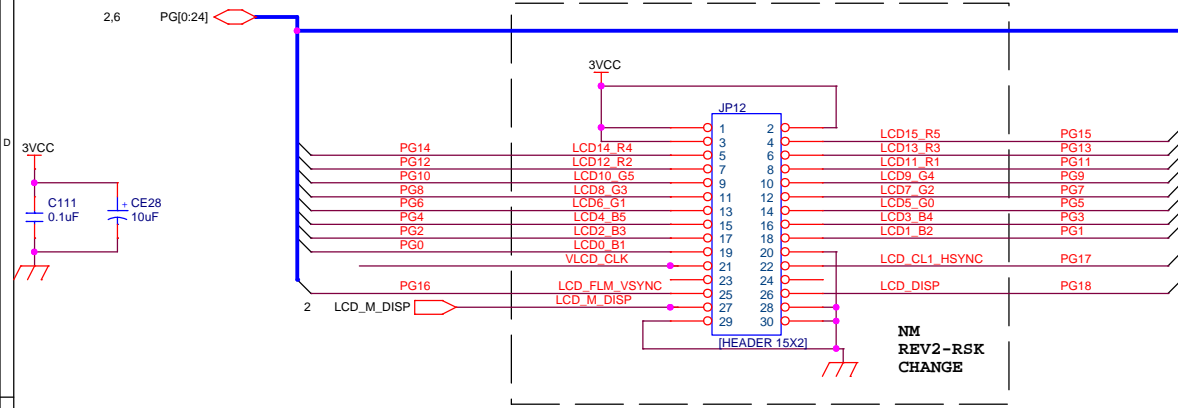 2,6 PG[0:24]
3VCC
JP12
D
3VCC
1 2
3 4 LCD15_R5 PG15
PG14 LCD14_R4 5 6 LCD13_R3 PG13
PG12 LCD12_R2 7 8 LCD11_R1 PG11
PG10 LCD10_G5 9 10 LCD9_G4 PG9
PG8 LCD8_G3 11 12 LCD7_G2 PG7
PG6 LCD6_G1 13 14 LCD5_G0 PG5
PG4 LCD4_B5 15 16 LCD3_B4 PG3
PG2 LCD2_B3 17 18 LCD1_B2 PG1
PG0 LCD0_B1 19 20
VLCD_CLK 21 22 LCD_CL1_HSYNC PG17
23 24
PG16 LCD_FLM_VSYNC 25 26 LCD_DISP PG18
2 LCD_M_DISP LCD_M_DISP 27 28
29 30
[HEADER 15X2]
C111
0.1uF
+ CE28
10uF
NM
REV2-RSK
CHANGE